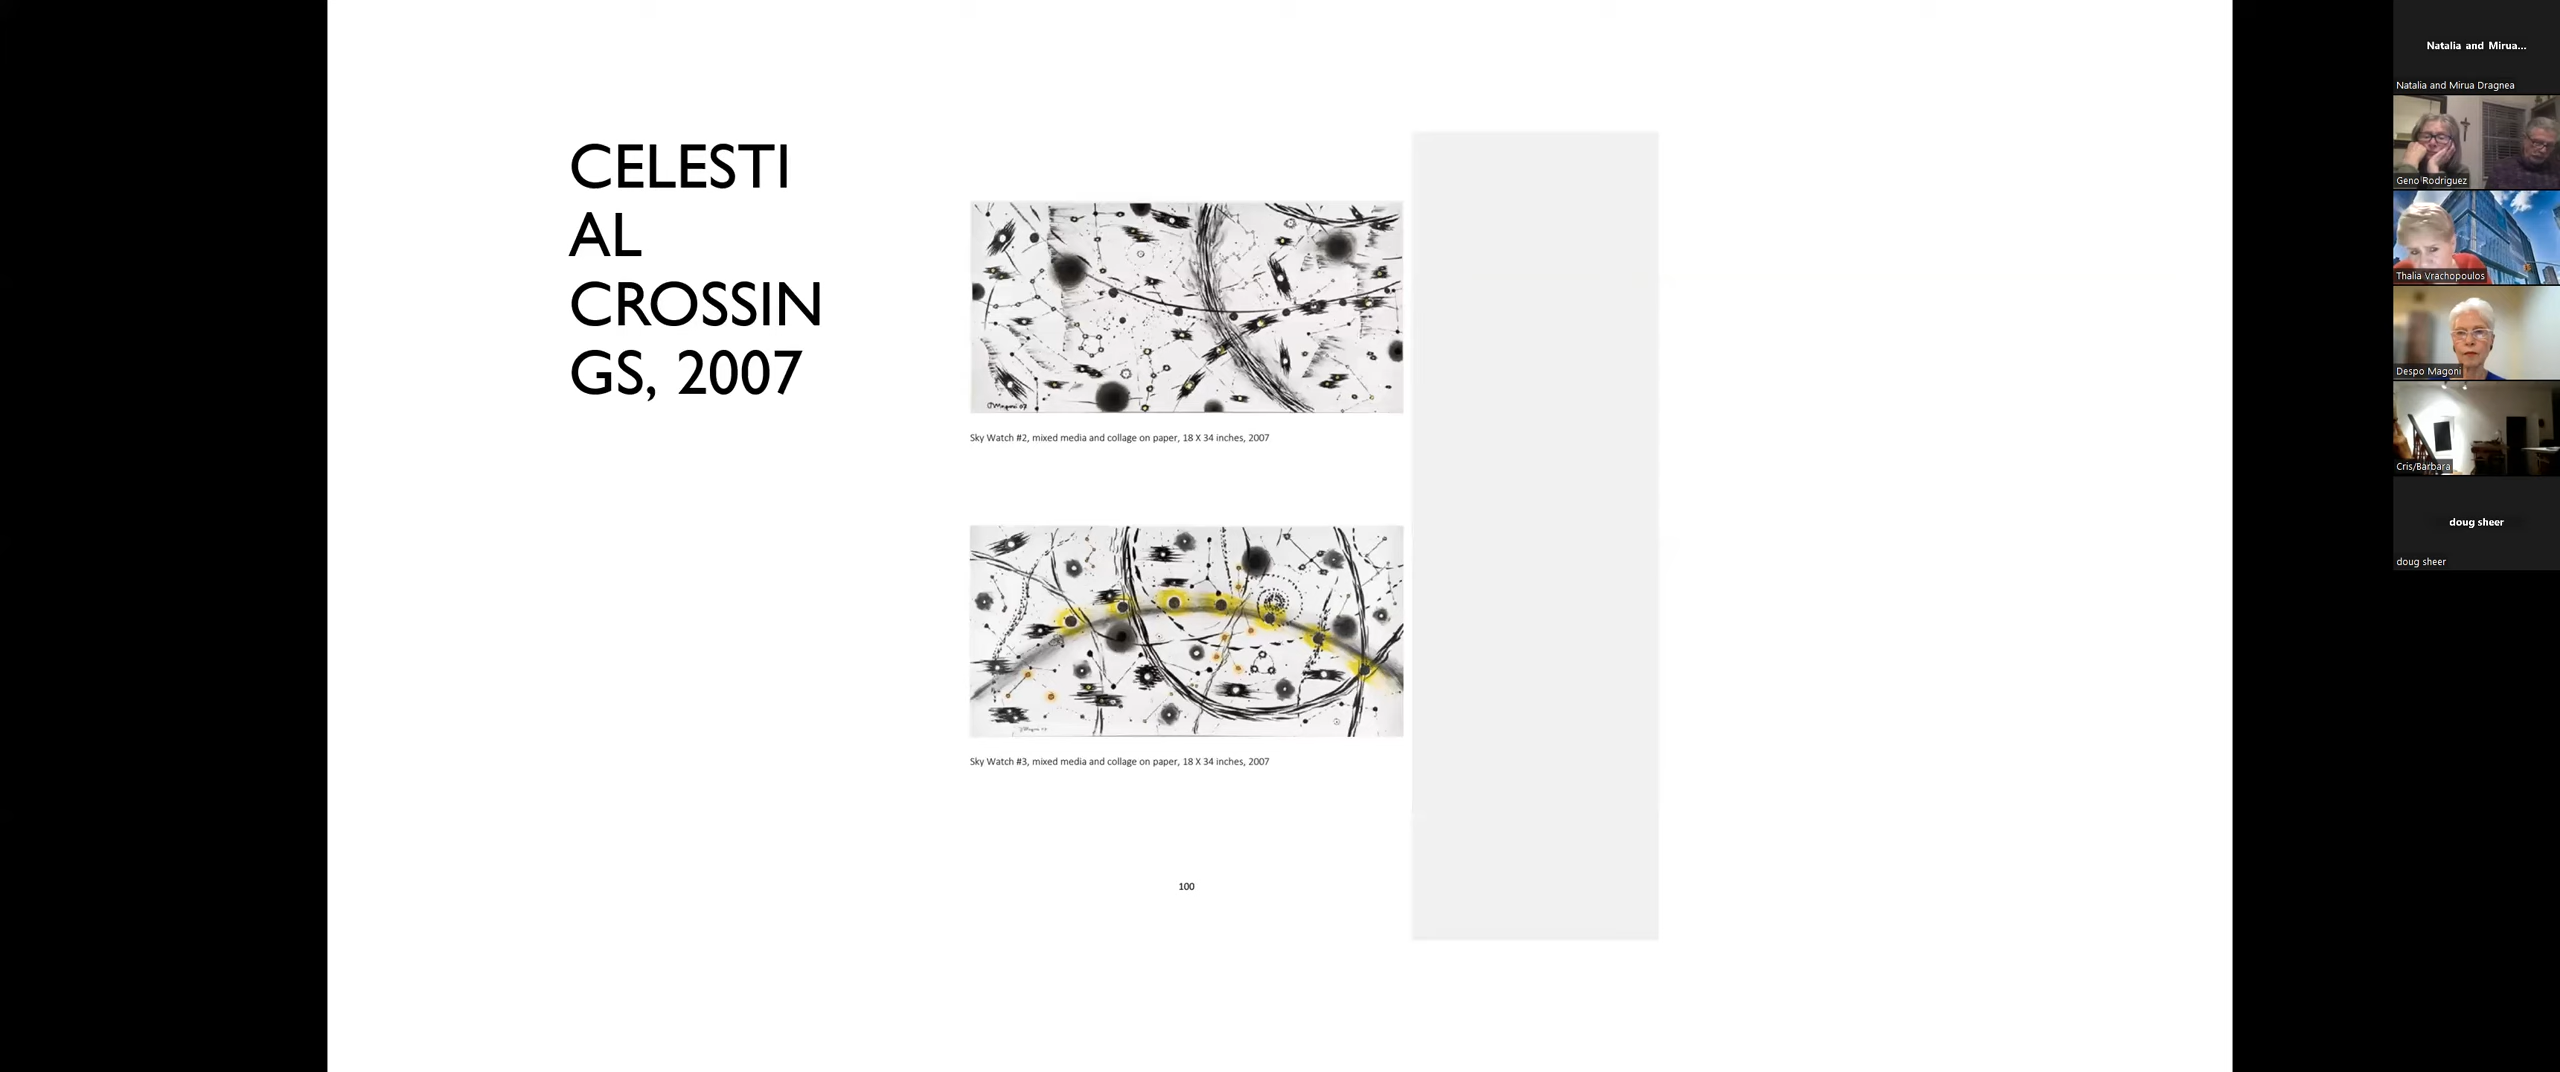 CELESTI
AL
CROSSIN
GS, 2007
Sky Watch #2, mixed media and collage on paper, 18 X 34 inches, 2007
Sky Watch #3, mixed media and collage on paper, 18 X 34 inches, 2007
100
Natalia and Mirua...
Natalia and Mirua Dragnea
Geno Rodriguez
Thalia Vrachopoulos
Despo Magoni
Cris/Barbara
doug sheer
doug sheer